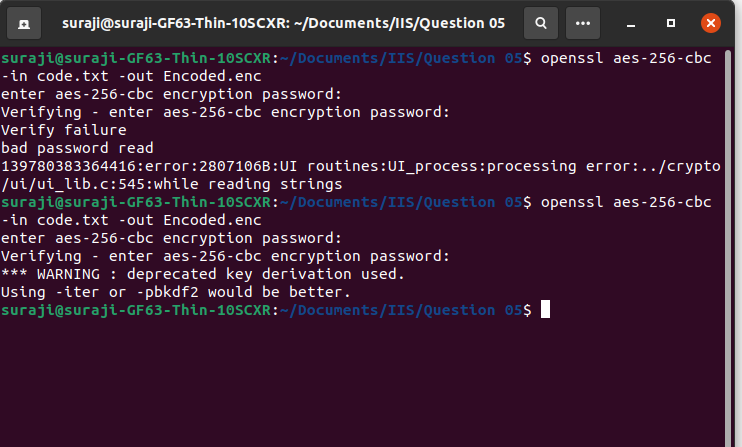 suraji@suraji-GF63-Thin-10SCXR: ~/Documents/IIS/Question 05
suraji@suraji-GF63-Thin-10SCXR:~/Documents/IIS/Question 05$ openssl aes-256-cbc
-in code.txt -out Encoded.enc
enter aes-256-cbc encryption password:
Verifying - enter aes-256-cbc encryption password:
Verify failure
bad password read
139780383364416:error:2807106B:UI routines:UI_process:processing error:../crypto
/ui/ui_lib.c:545:while reading strings
suraji@suraji-GF63-Thin-10SCXR:~/Documents/IIS/Question 05$ openssl aes-256-cbc
-in code.txt -out Encoded.enc
enter aes-256-cbc encryption password:
Verifying - enter aes-256-cbc encryption password:
*** WARNING : deprecated key derivation used.
Using -iter or -pbkdf2 would be better.
suraji@suraji-GF63-Thin-10SCXR:~/Documents/IIS/Question 05$